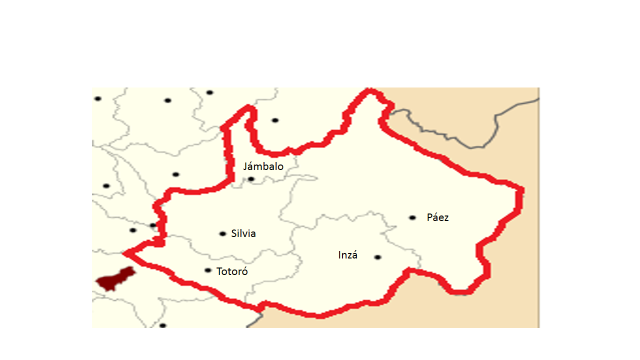 Jámbalo
Páez
Silvia
Inzá
Totoró